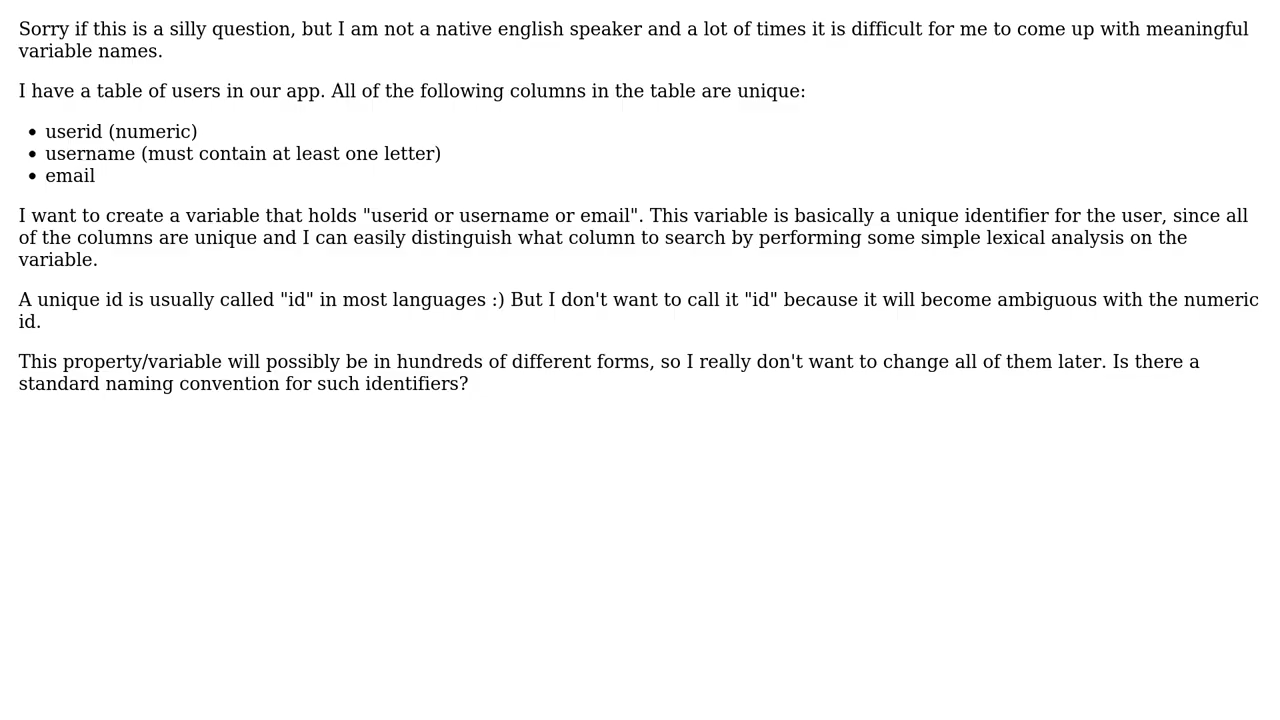 Sorry if this is a silly question, but I am not a native english speaker and a lot of times it is difficult for me to come up with meaningful
variable names.
I have a table of users in our app. All of the following columns in the table are unique:
• userid (numeric)
• username (must contain at least one letter)
• email
I want to create a variable that holds "userid or username or email". This variable is basically a unique identifier for the user, since all
of the columns are unique and I can easily distinguish what column to search by performing some simple lexical analysis on the
variable.
A unique id is usually called "id" in most languages :) But I don't want to call it "id" because it will become ambiguous with the numeric
id.
This property/variable will possibly be in hundreds of different forms, so I really don't want to change all of them later. Is there a
standard naming convention for such identifiers?